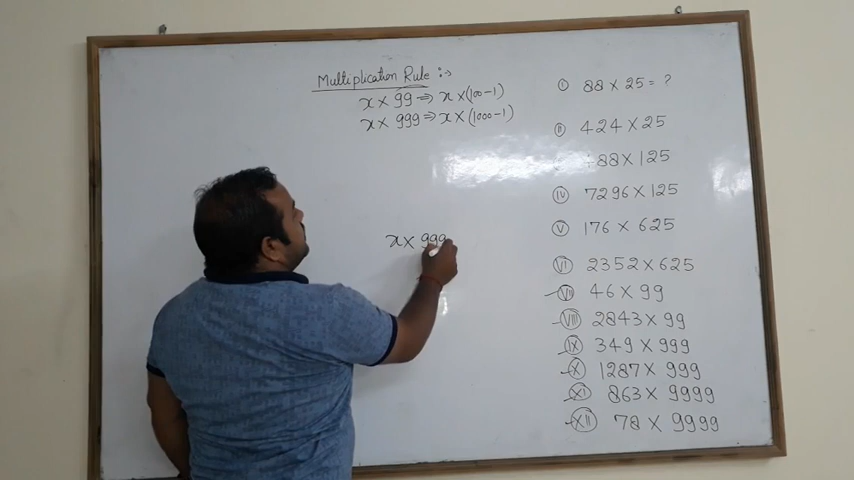 Multiplication Rule :-
x × 99 ⇒ x × (100-1)
x × 999 ⇒ x × (1000-1)
x × 999
I 88 × 25 = ?
II 424 × 25
488 × 125
IV 7296 × 125
V 176 × 625
VI 2352 × 625
VII 46 × 99
VIII 2843 × 99
IX 349 × 999
X 1287 × 999
XI 863 × 9999
XII 78 × 9999